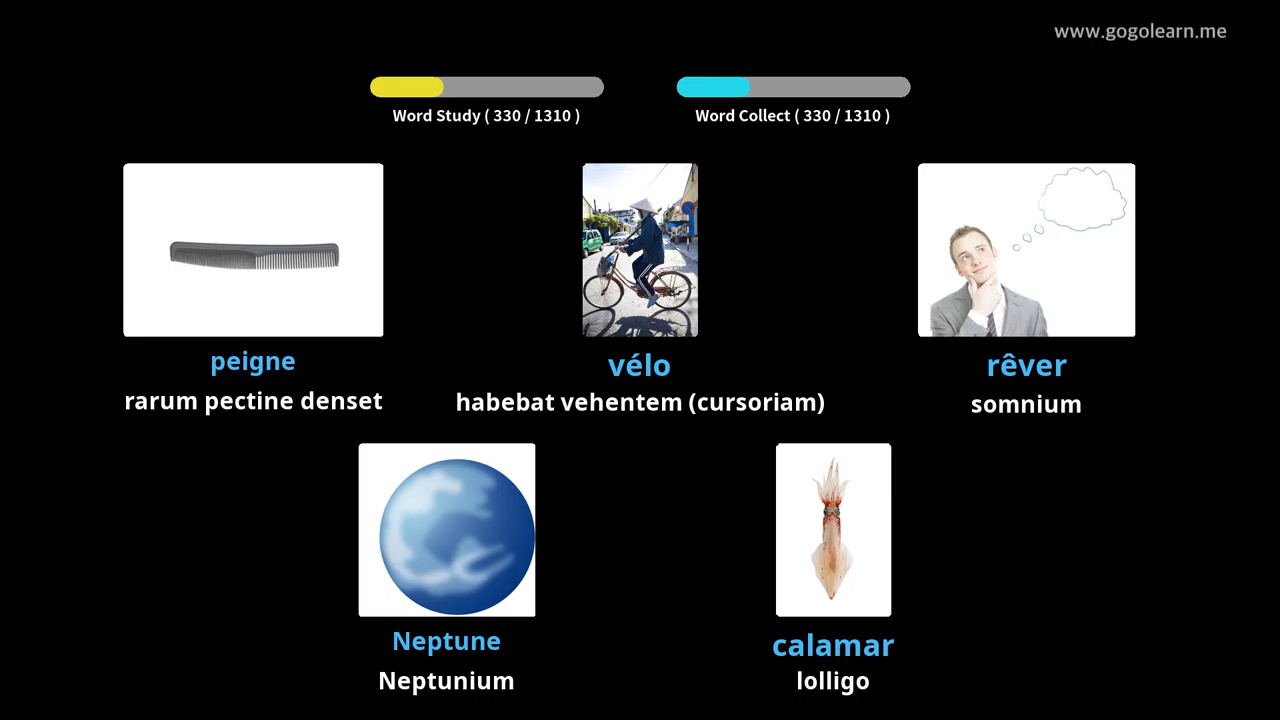 www.gogolearn.me
Word Study ( 330 / 1310 )
Word Collect ( 330 / 1310 )
peigne
rarum pectine denset
vélo
habebat vehentem (cursoriam)
rêver
somnium
Neptune
Neptunium
calamar
lolligo